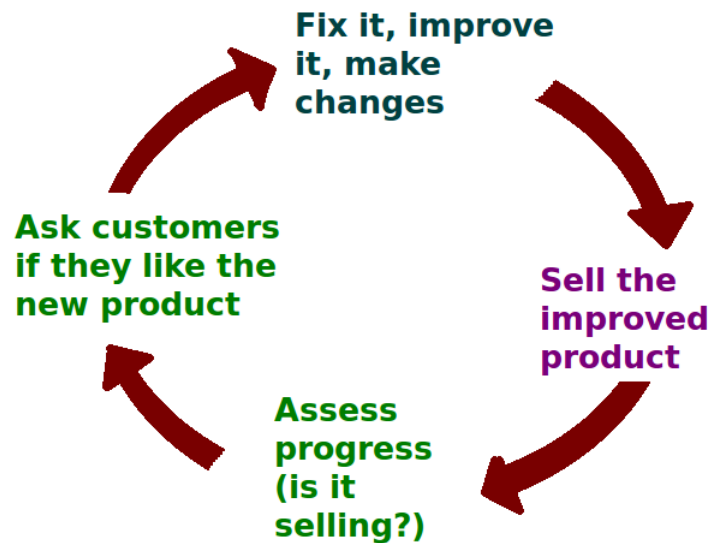 Fix it, improve
it, make
changes
Sell the
improved
product
Assess
progress
(is it
selling?)
Ask customers
if they like the
new product